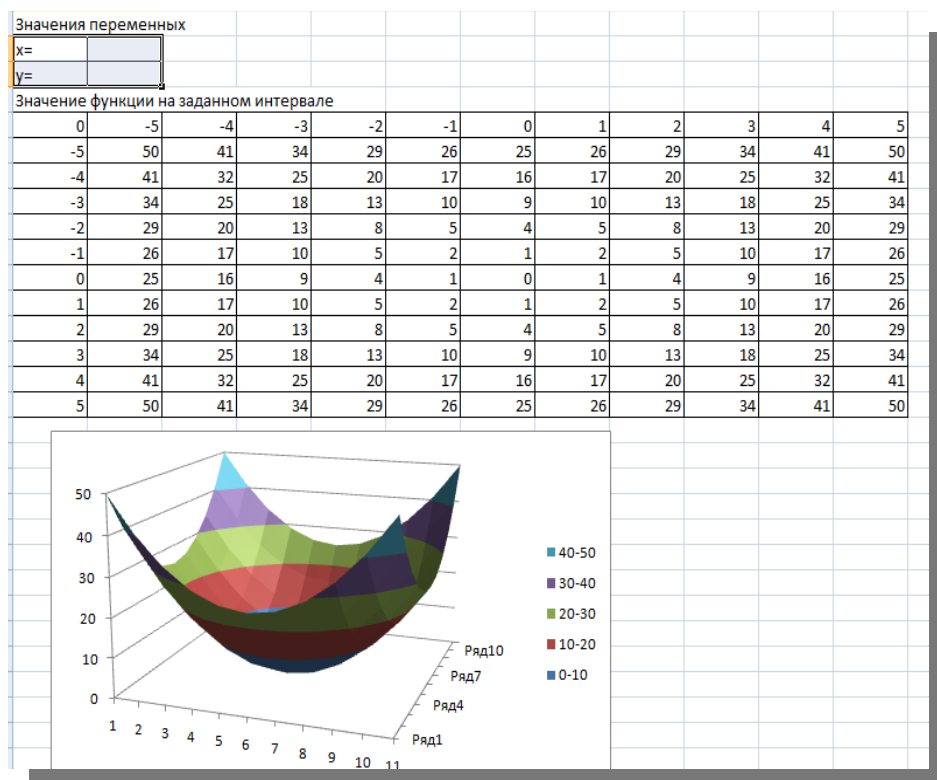 Значения переменных
x=
y=
Значение функции на заданном интервале
0 -5 -4 -3 -2 -1 0 1 2 3 4 5
-5 50 41 34 29 26 25 26 29 34 41 50
-4 41 32 25 20 17 16 17 20 25 32 41
-3 34 25 18 13 10 9 10 13 18 25 34
-2 29 20 13 8 5 4 5 8 13 20 29
-1 26 17 10 5 2 1 2 5 10 17 26
0 25 16 9 4 1 0 1 4 9 16 25
1 26 17 10 5 2 1 2 5 10 17 26
2 29 20 13 8 5 4 5 8 13 20 29
3 34 25 18 13 10 9 10 13 18 25 34
4 41 32 25 20 17 16 17 20 25 32 41
5 50 41 34 29 26 25 26 29 34 41 50
50
40
30
20
10
0
1 2 3 4 5 6 7 8 9 10 11
Ряд10
Ряд7
Ряд4
Ряд1
40-50
30-40
20-30
10-20
0-10